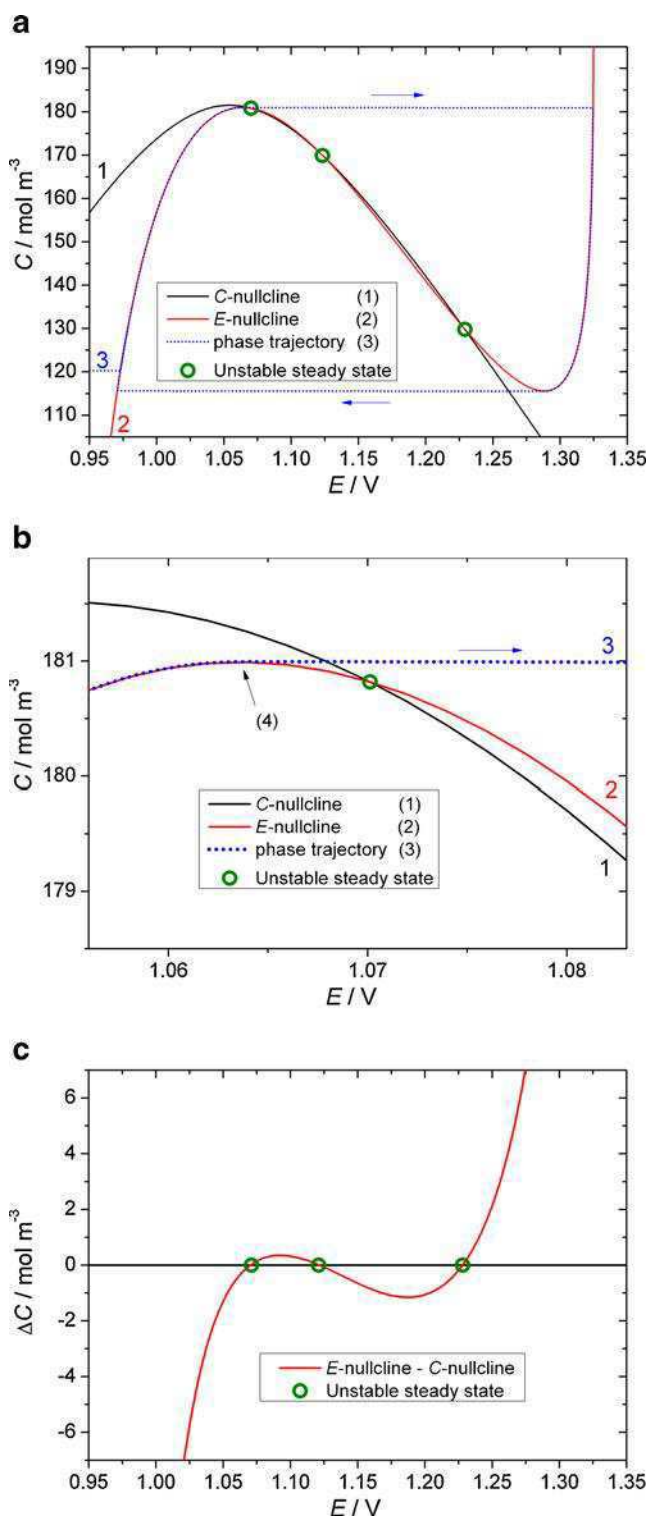 a
C / mol m⁻³
190
180
170
160
150
140
130
120
110
1
3
2
C-nullcline (1)
E-nullcline (2)
phase trajectory (3)
Unstable steady state
0.95 1.00 1.05 1.10 1.15 1.20 1.25 1.30 1.35
E / V
b
C / mol m⁻³
181
180
179
3
(4)
2
1
C-nullcline (1)
E-nullcline (2)
phase trajectory (3)
Unstable steady state
1.06 1.07 1.08
E / V
c
ΔC / mol m⁻³
6
4
2
0
-2
-4
-6
E-nullcline - C-nullcline
Unstable steady state
0.95 1.00 1.05 1.10 1.15 1.20 1.25 1.30 1.35
E / V